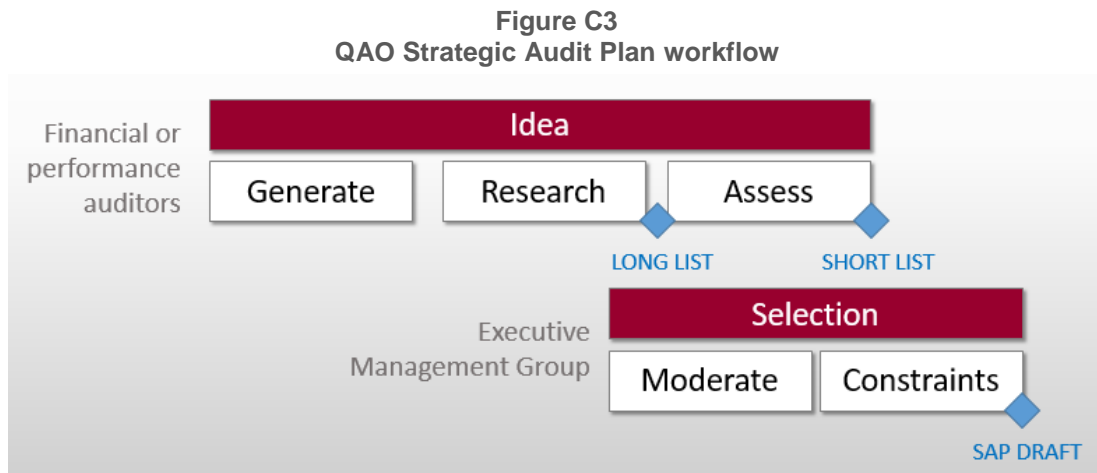 Figure C3
QAO Strategic Audit Plan workflow
Financial or
performance
auditors
Idea
Generate
Research
Assess
LONG LIST
SHORT LIST
Executive
Management Group
Selection
Moderate
Constraints
SAP DRAFT